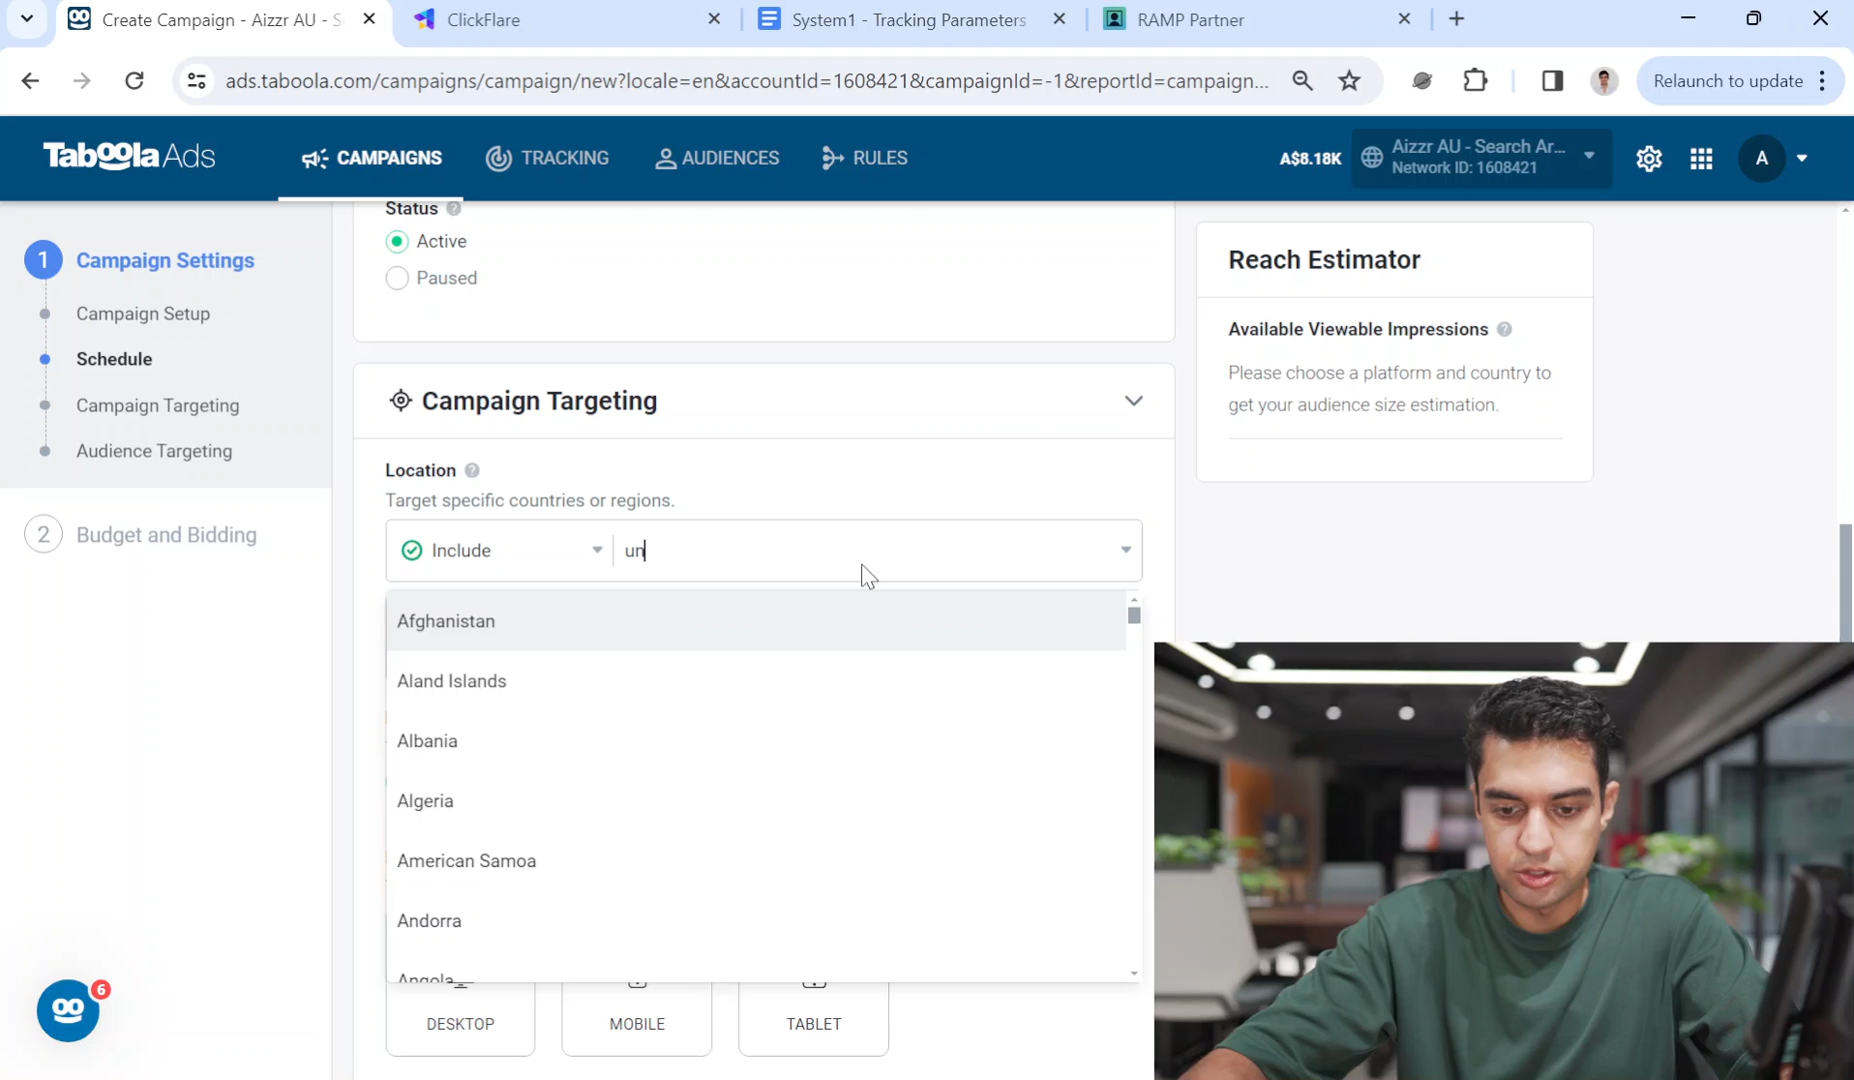 Create Campaign - Aizzr AU - S
ClickFlare
System1 - Tracking Parameters
RAMP Partner
ads.taboola.com/campaigns/campaign/new?locale=en&accountId=1608421&campaignId=-1&reportId=campaign...
Relaunch to update
Taboola Ads
CAMPAIGNS
TRACKING
AUDIENCES
RULES
A$8.18K
Aizzr AU - Search Ar...
Network ID: 1608421
A
1
Campaign Settings
Campaign Setup
Schedule
Campaign Targeting
Audience Targeting
2
Budget and Bidding
Status
Active
Paused
Campaign Targeting
Location
Target specific countries or regions.
Include
un
Afghanistan
Aland Islands
Albania
Algeria
American Samoa
Andorra
Angola
DESKTOP
MOBILE
TABLET
Reach Estimator
Available Viewable Impressions
Please choose a platform and country to
get your audience size estimation.
6